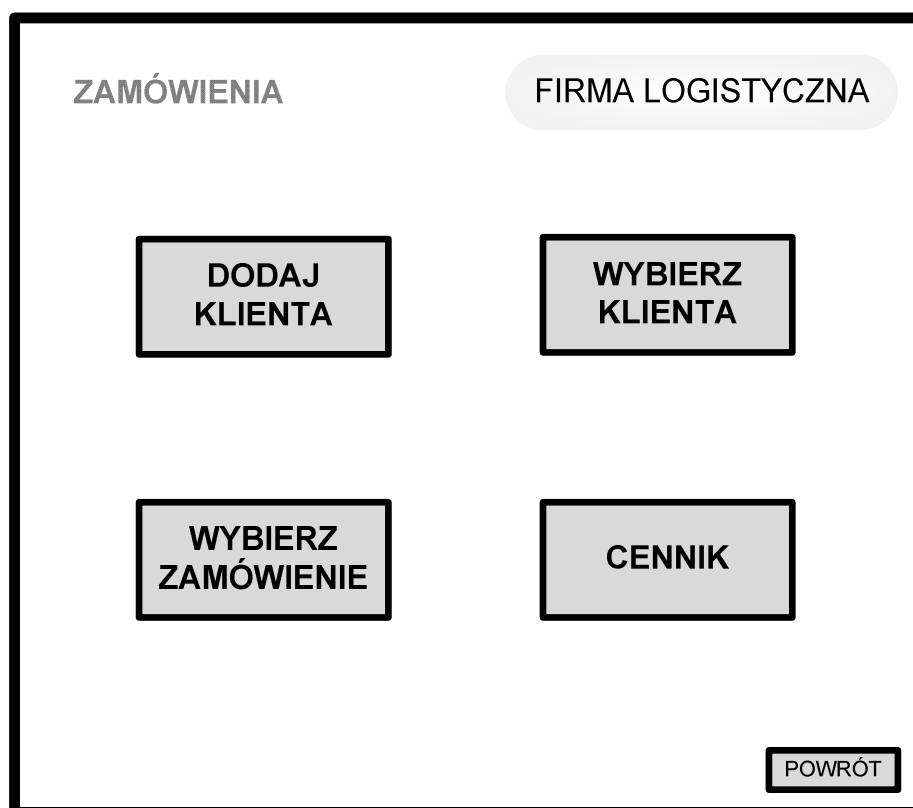 ZAMÓWIENIA
FIRMA LOGISTYCZNA
DODAJ
KLIENTA
WYBIERZ
KLIENTA
WYBIERZ
ZAMÓWIENIE
CENNIK
POWRÓT